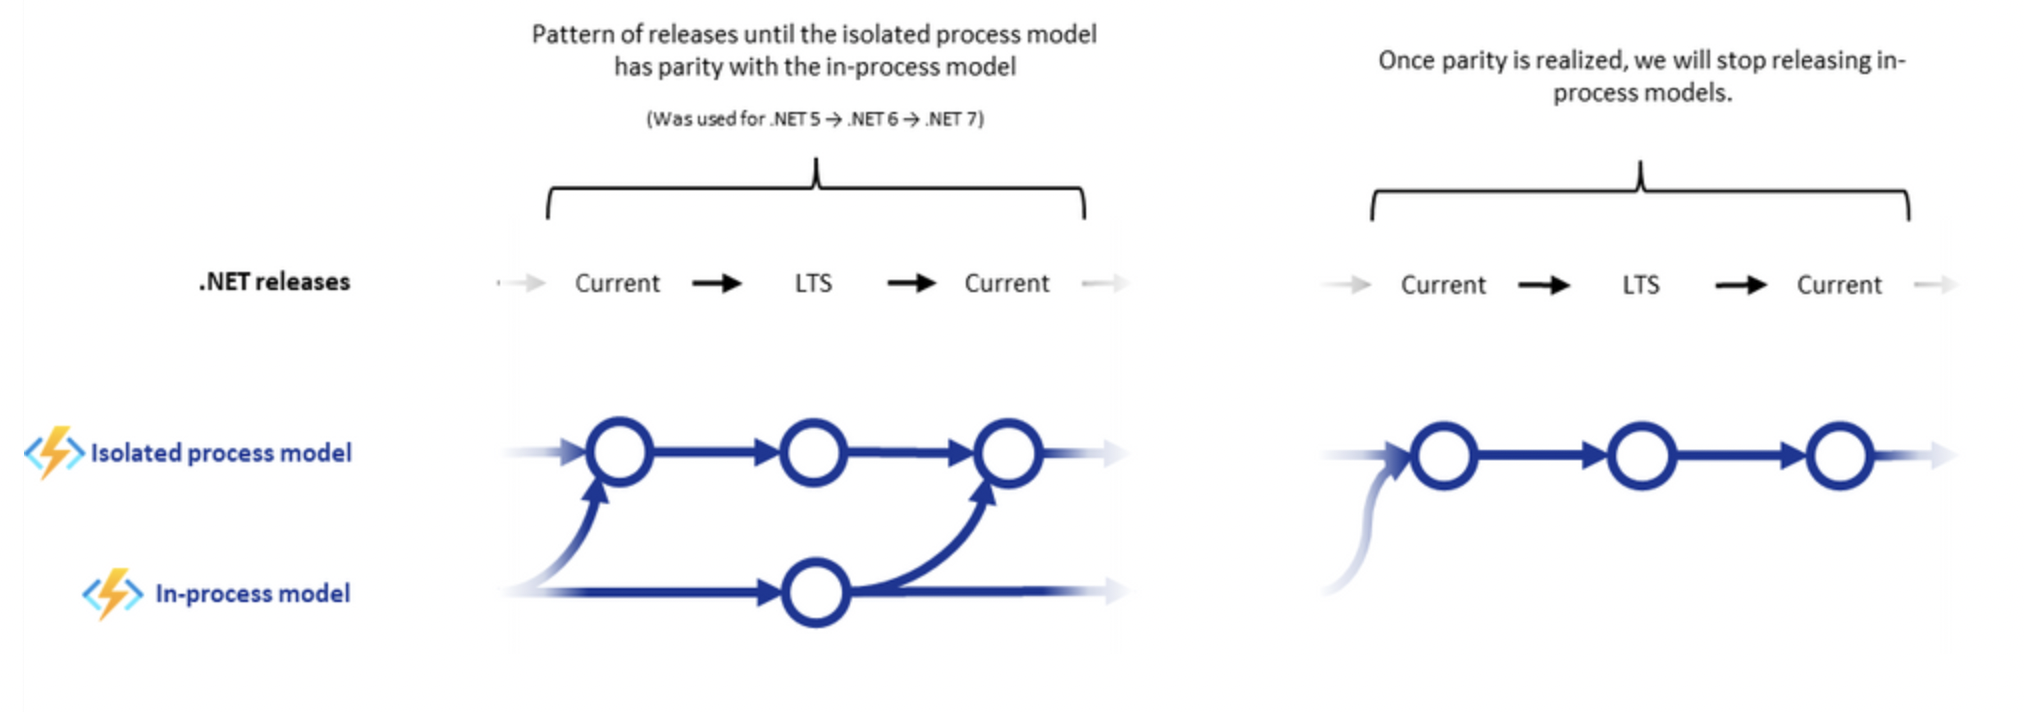 Pattern of releases until the isolated process model
has parity with the in-process model
(Was used for .NET 5 → .NET 6 → .NET 7)
Once parity is realized, we will stop releasing in-
process models.
.NET releases
Current
LTS
Current
Current
LTS
Current
Isolated process model
In-process model